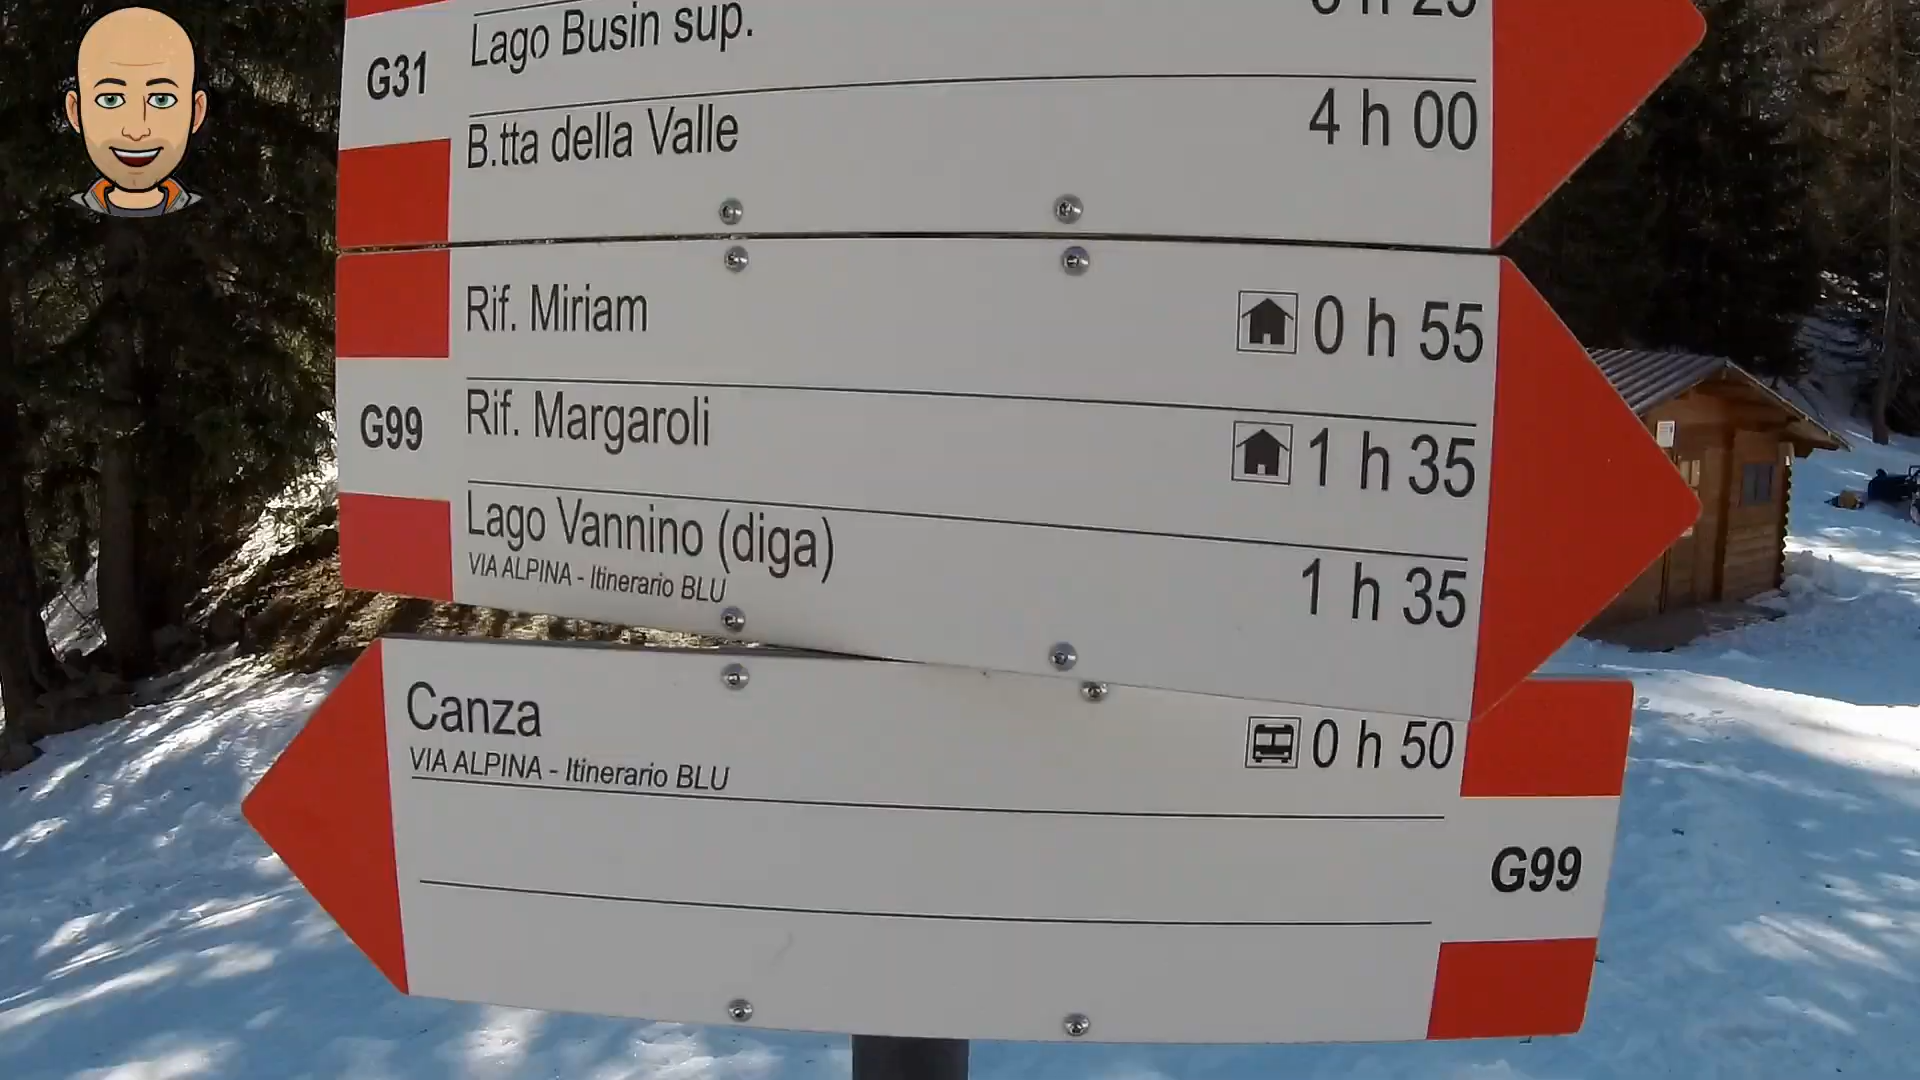 G31
Lago Busin sup.
B.tta della Valle 4 h 00
Rif. Miriam 0 h 55
G99
Rif. Margaroli 1 h 35
Lago Vannino (diga) 1 h 35
VIA ALPINA - Itinerario BLU
Canza 0 h 50
VIA ALPINA - Itinerario BLU
G99